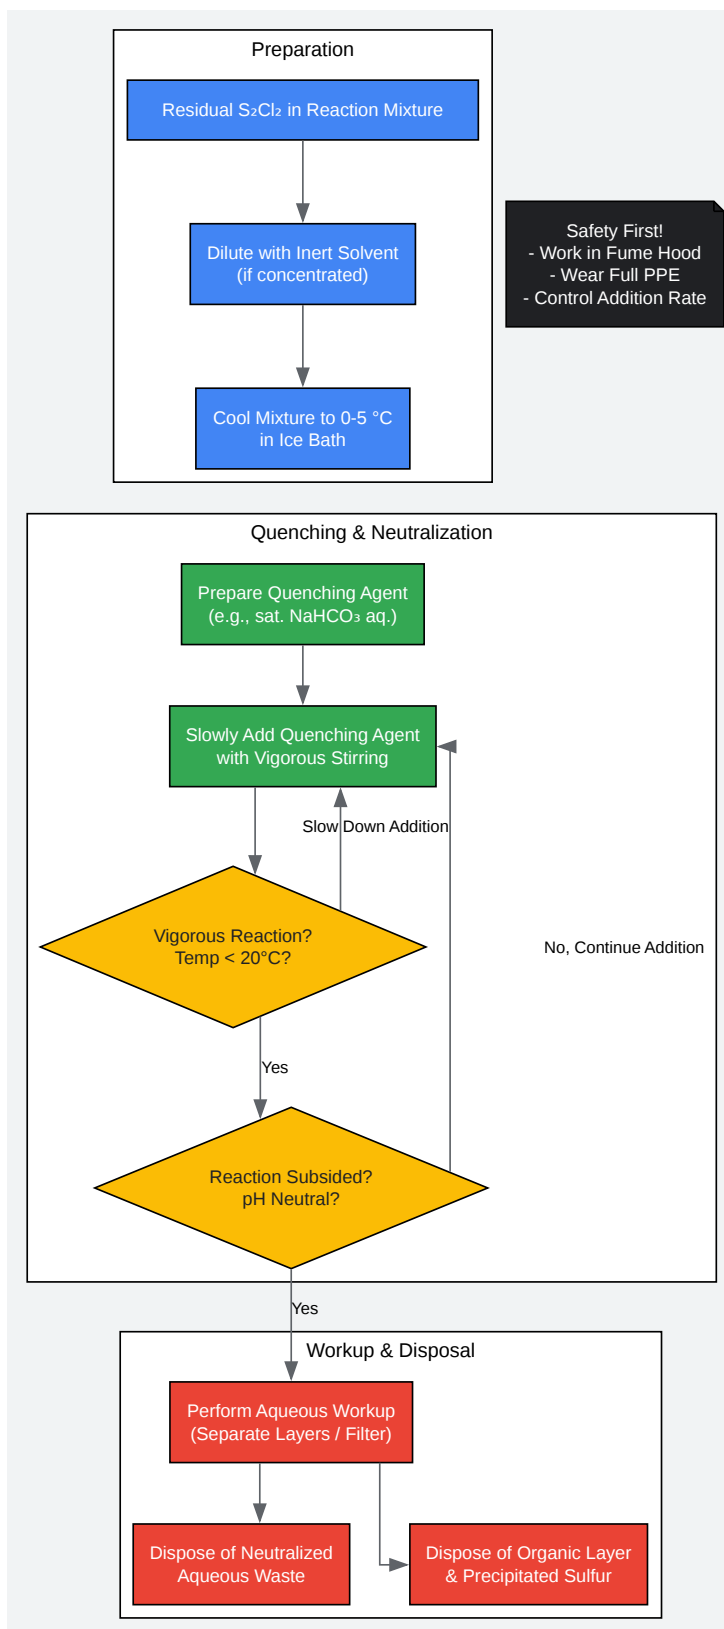 Preparation
Residual S₂Cl₂ in Reaction Mixture
Dilute with Inert Solvent
(if concentrated)
Cool Mixture to 0-5 °C
in Ice Bath
Safety First!
- Work in Fume Hood
- Wear Full PPE
- Control Addition Rate
Quenching & Neutralization
Prepare Quenching Agent
(e.g., sat. NaHCO₃ aq.)
Slowly Add Quenching Agent
with Vigorous Stirring
Slow Down Addition
Vigorous Reaction?
Temp < 20°C?
No, Continue Addition
Yes
Reaction Subsided?
pH Neutral?
Yes
Workup & Disposal
Perform Aqueous Workup
(Separate Layers / Filter)
Dispose of Neutralized
Aqueous Waste
Dispose of Organic Layer
& Precipitated Sulfur